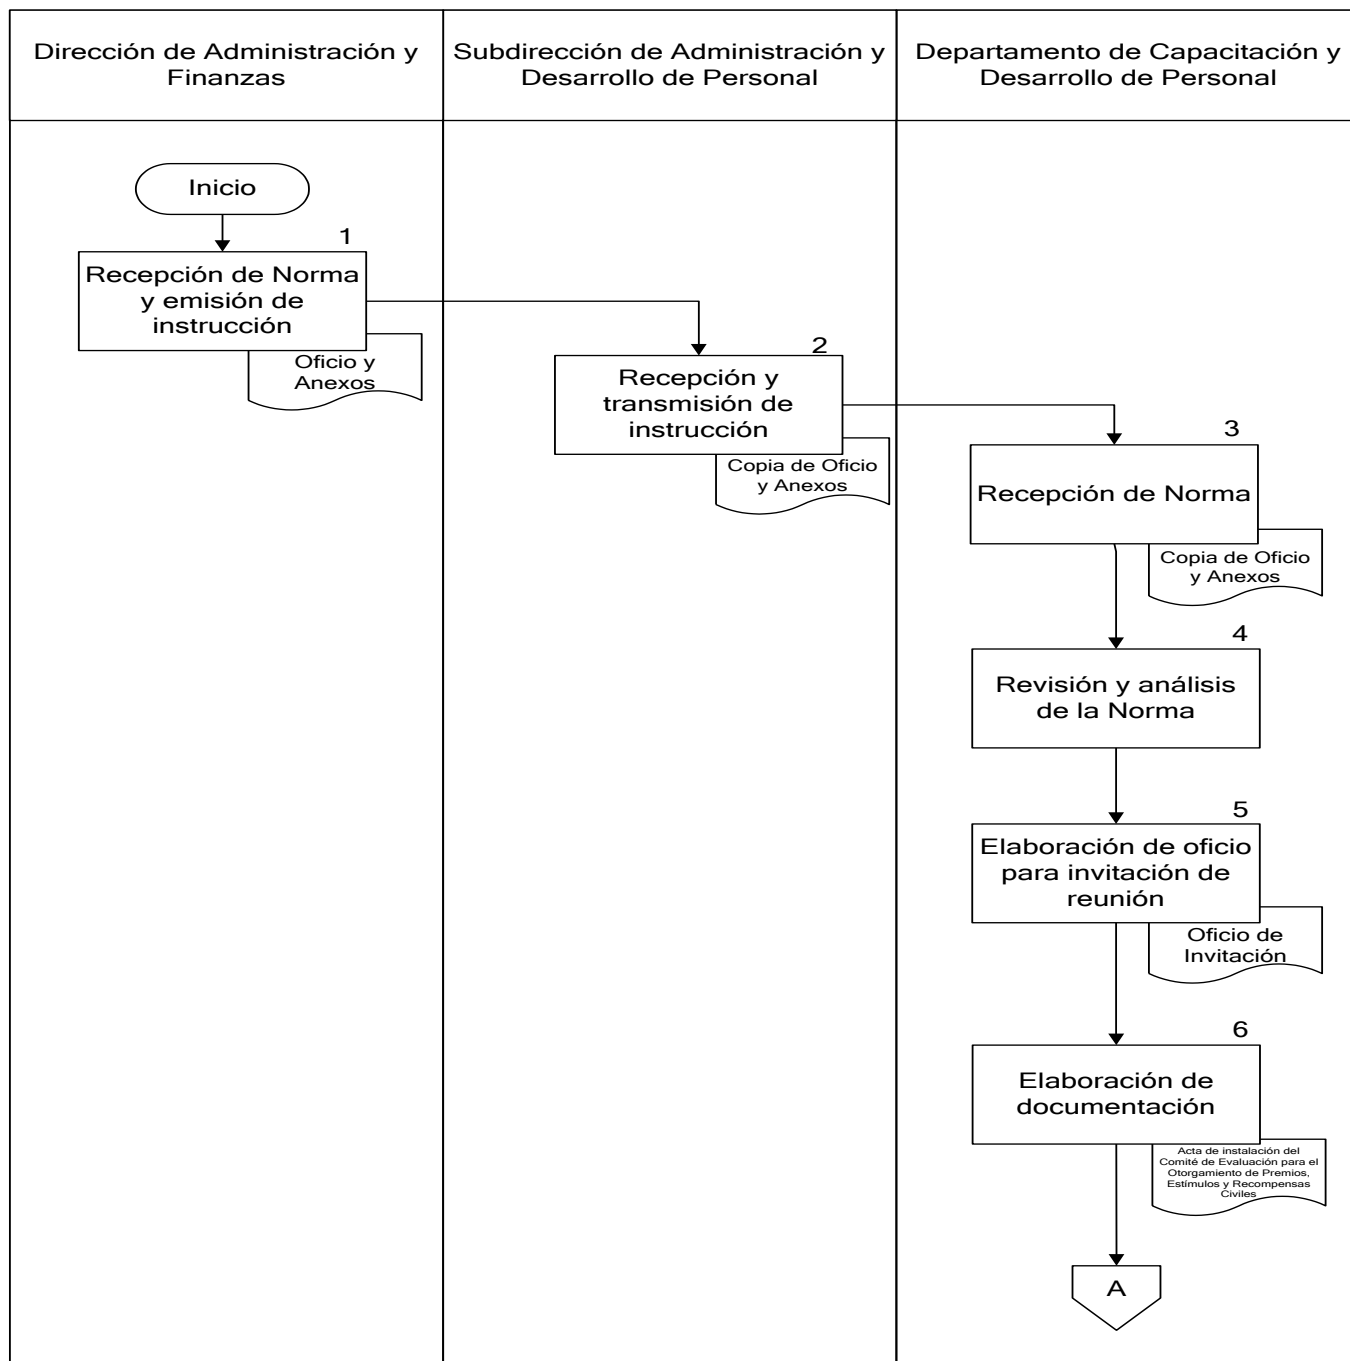 Dirección de Administración y
Finanzas
Subdirección de Administración y
Desarrollo de Personal
Departamento de Capacitación y
Desarrollo de Personal
Inicio
1
Recepción de Norma
y emisión de
instrucción
Oficio y
Anexos
2
Recepción y
transmisión de
instrucción
Copia de Oficio
y Anexos
3
Recepción de Norma
Copia de Oficio
y Anexos
4
Revisión y análisis
de la Norma
5
Elaboración de oficio
para invitación de
reunión
Oficio de
Invitación
6
Elaboración de
documentación
Acta de instalación del
Comité de Evaluación para el
Otorgamiento de Premios,
Estímulos y Recompensas
Civiles
A